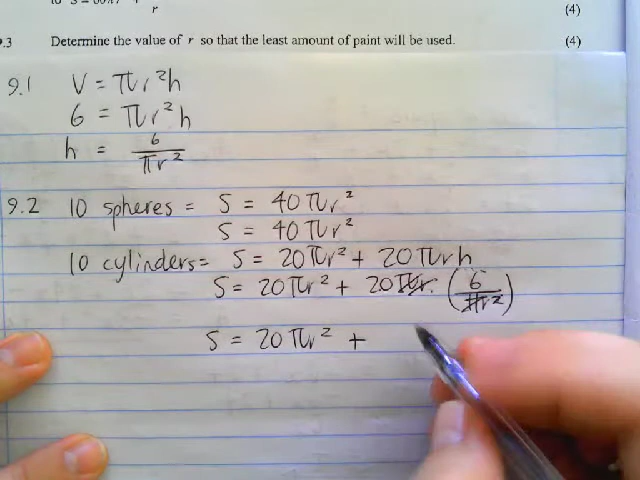 (4)
9.3 Determine the value of r so that the least amount of paint will be used. (4)
9.1 V = πr²h
6 = πr²h
h = 6/πr²
9.2 10 spheres = S = 40πr²
S = 40πr²
10 cylinders = S = 20πr² + 20πrh
S = 20πr² + 20πr (6/πr²)
S = 20πr² +